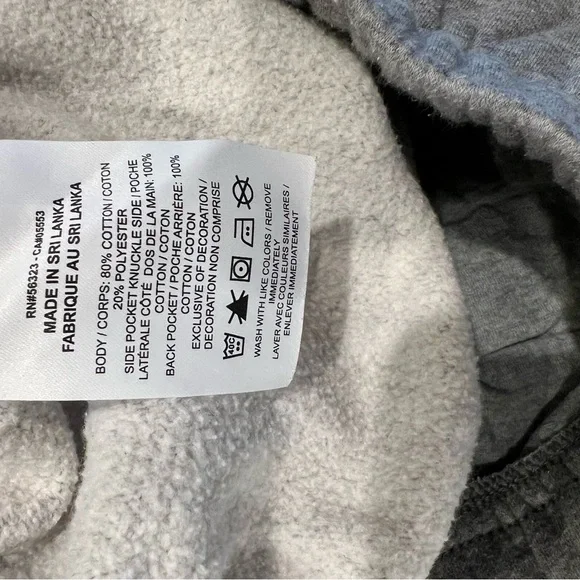 RN#56323 - CA#05553
MADE IN SRI LANKA
FABRIQUE AU SRI LANKA
BODY / CORPS: 80% COTTON / COTON
20% POLYESTER
SIDE POCKET KNUCKLE SIDE / POCHE
LATÉRALE CÔTÉ DOS DE LA MAIN: 100%
COTTON / COTON
BACK POCKET / POCHE ARRIÈRE: 100%
COTTON / COTON
EXCLUSIVE OF DECORATION /
DECORATION NON COMPRISE
40C
WASH WITH LIKE COLORS / REMOVE
IMMEDIATELY
LAVER AVEC COULEURS SIMILAIRES /
ENLEVER IMMÉDIATEMENT